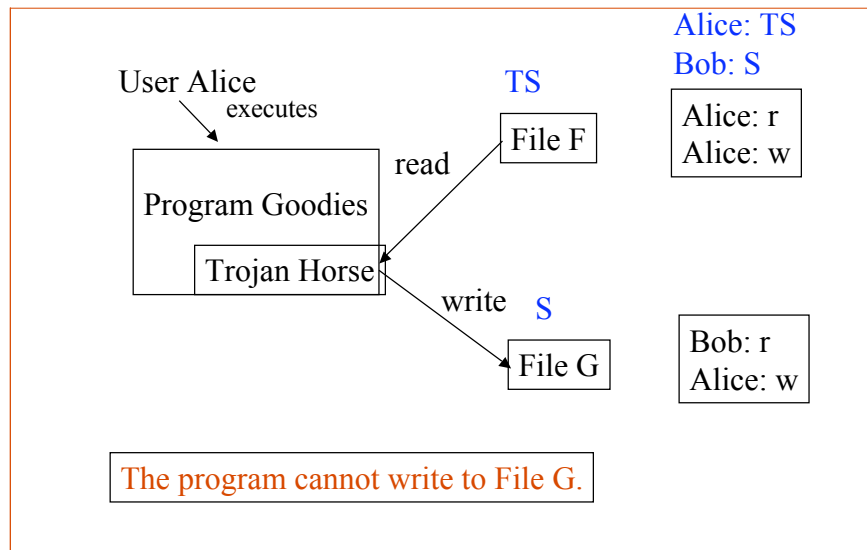 Alice: TS
Bob: S
User Alice
executes
TS
File F
Alice: r
Alice: w
read
Program Goodies
Trojan Horse
write
S
File G
Bob: r
Alice: w
The program cannot write to File G.